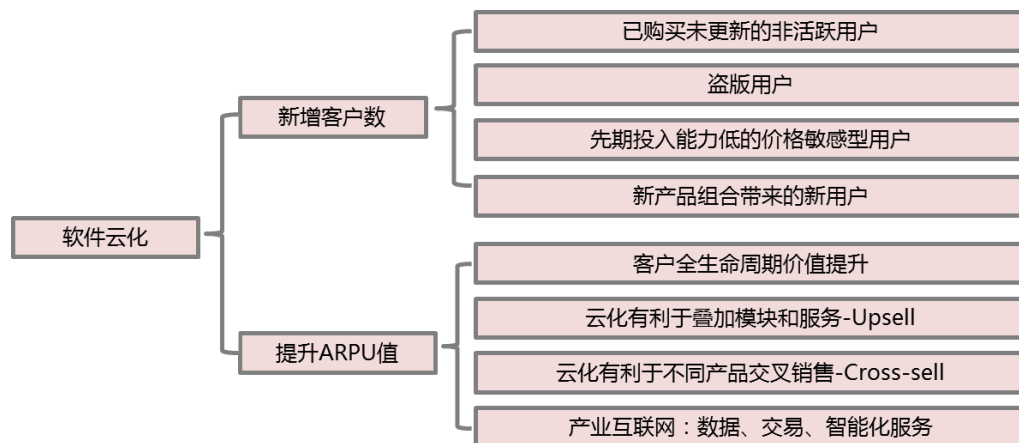 软件云化
新增客户数
已购买未更新的非活跃用户
盗版用户
先期投入能力低的价格敏感型用户
新产品组合带来的新用户
提升ARPU值
客户全生命周期价值提升
云化有利于叠加模块和服务-Upsell
云化有利于不同产品交叉销售-Cross-sell
产业互联网：数据、交易、智能化服务